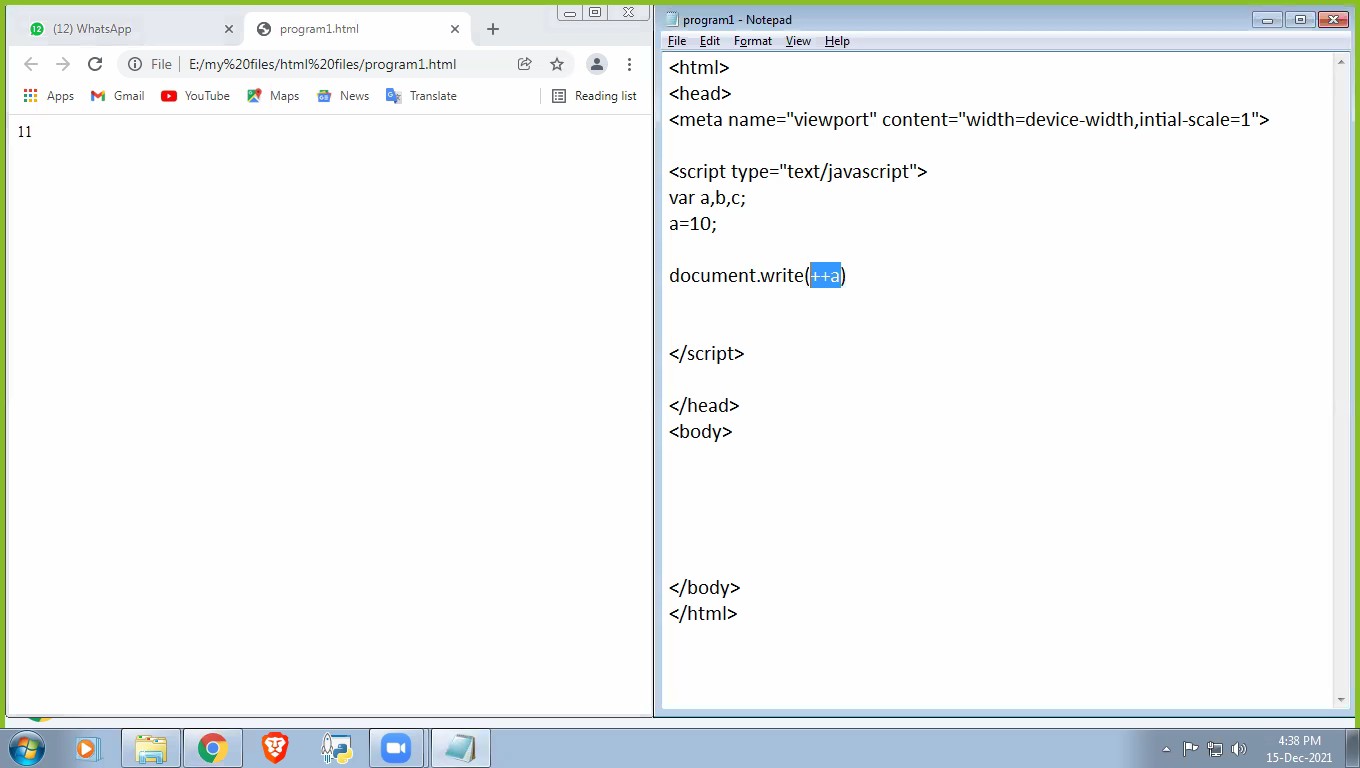 (12) WhatsApp
program1.html
File
E:/my%20files/html%20files/program1.html
Apps
Gmail
YouTube
Maps
News
Translate
Reading list
11
program1 - Notepad
File Edit Format View Help
<html>
<head>
<meta name="viewport" content="width=device-width,intial-scale=1">
<script type="text/javascript">
var a,b,c;
a=10;
document.write(++a)
</script>
</head>
<body>
</body>
</html>
4:38 PM
15-Dec-2021